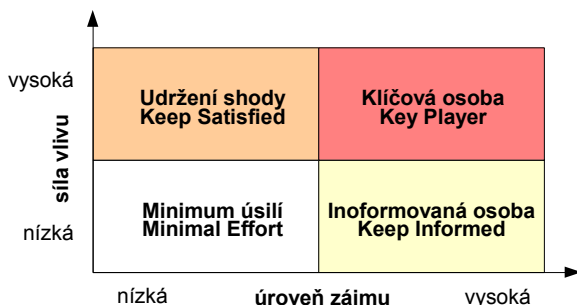 vysoká
Udržení shody
Keep Satisfied
Klíčová osoba
Key Player
síla vlivu
nízká
Minimum úsilí
Minimal Effort
Inoformovaná osoba
Keep Informed
nízká
úroveň zájmu
vysoká